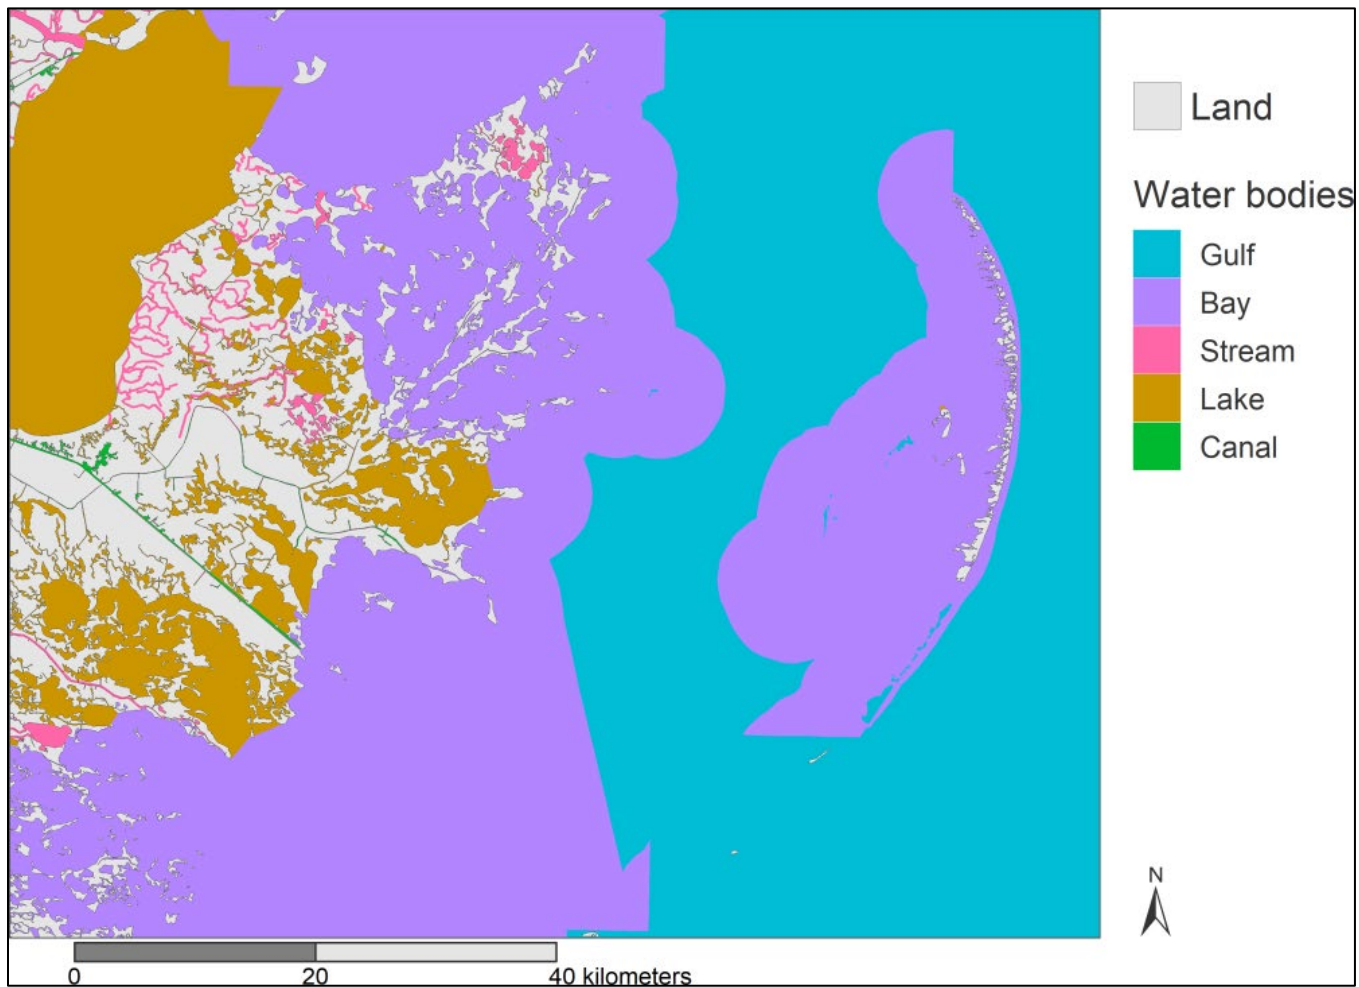 Land
Water bodies
Gulf
Bay
Stream
Lake
Canal
N
0 20 40 kilometers